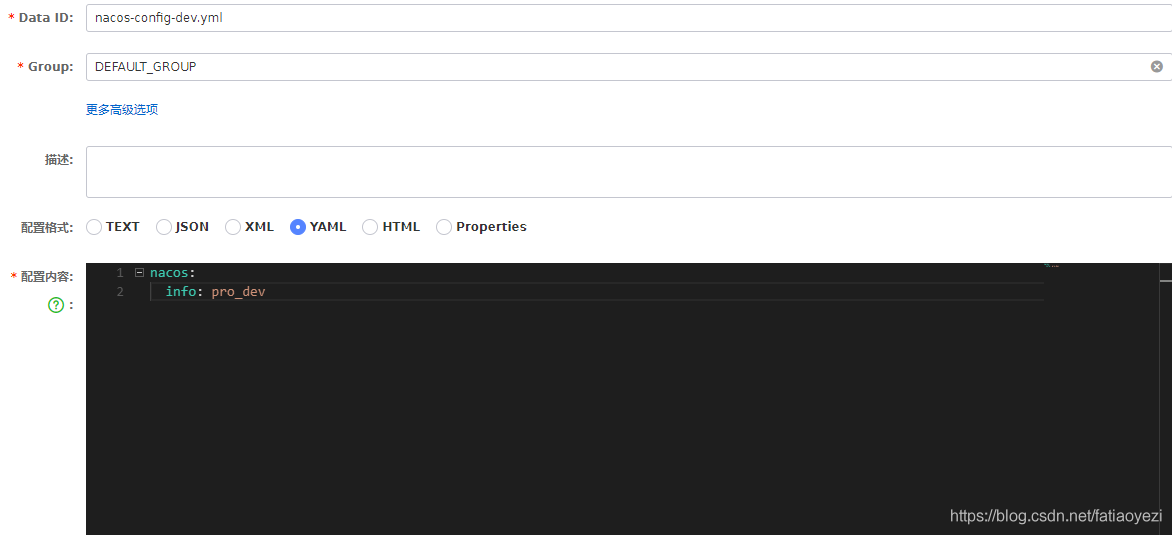 * Data ID: nacos-config-dev.yml
* Group: DEFAULT_GROUP
更多高级选项
描述:
配置格式: TEXT JSON XML YAML HTML Properties
* 配置内容: 1 nacos:
? : 2 info: pro_dev
https://blog.csdn.net/fatiaoyezi